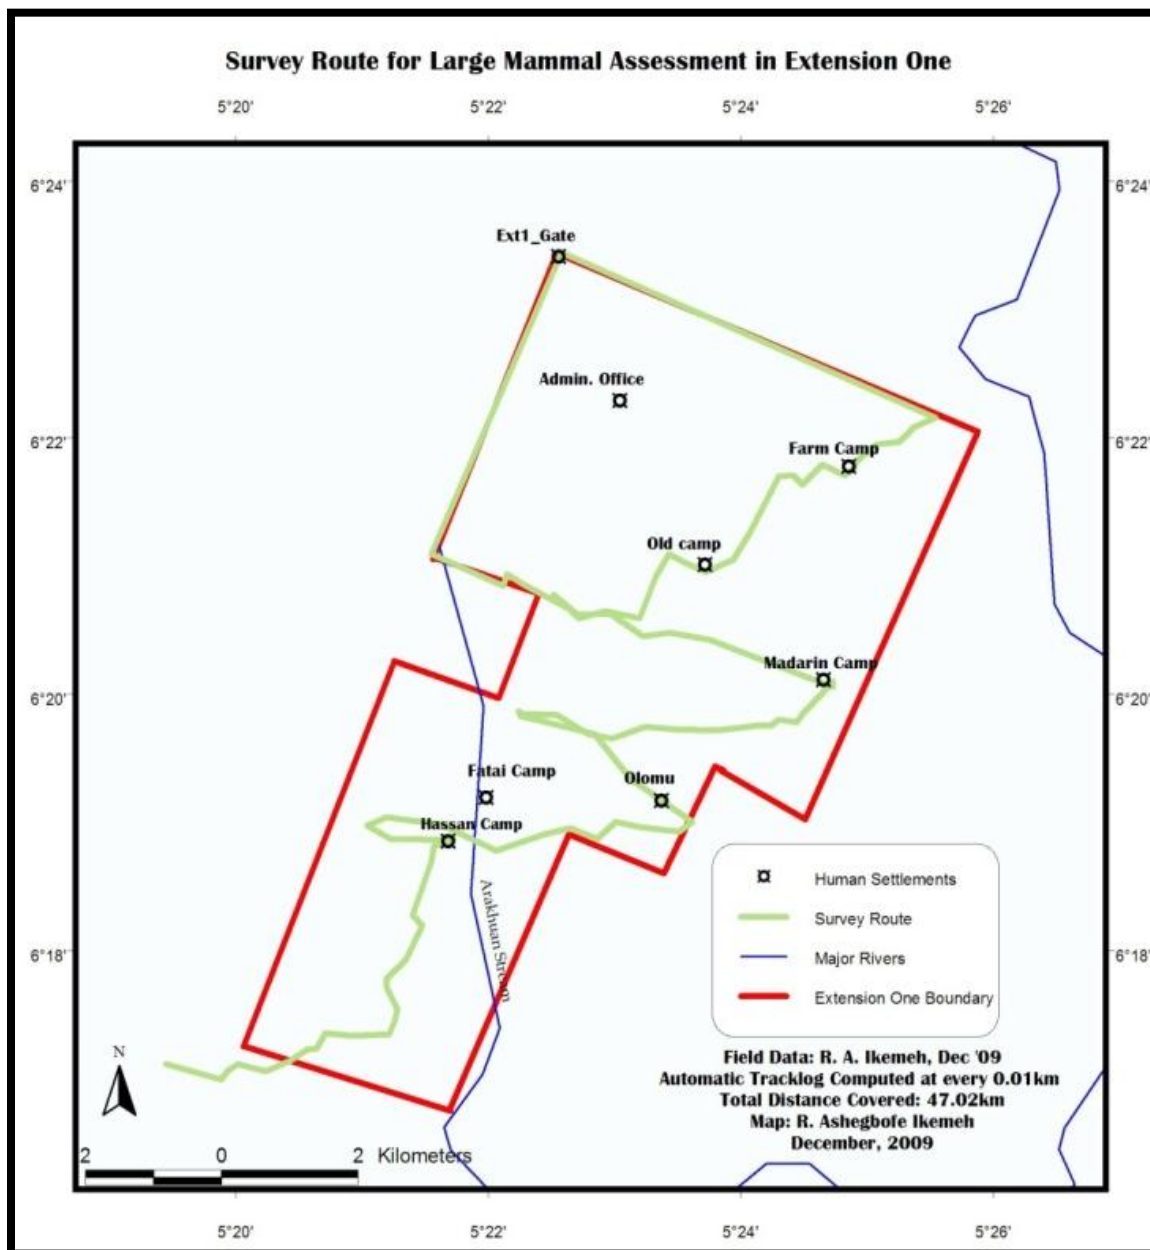 Survey Route for Large Mammal Assessment in Extension One
5°20' 5°22' 5°24' 5°26'
6°24' 6°24'
Ext1_Gate
Admin. Office
6°22' 6°22'
Farm Camp
Old camp
Madarin Camp
6°20' 6°20'
Fatai Camp
Olomu
Hassan Camp
Arakhuan Stream
Human Settlements
Survey Route
6°18' 6°18'
Major Rivers
Extension One Boundary
N
Field Data: R. A. Ikemeh, Dec '09
Automatic Tracklog Computed at every 0.01km
Total Distance Covered: 47.02km
Map: R. Ashegbofe Ikemeh
December, 2009
2 0 2 Kilometers
5°20' 5°22' 5°24' 5°26'